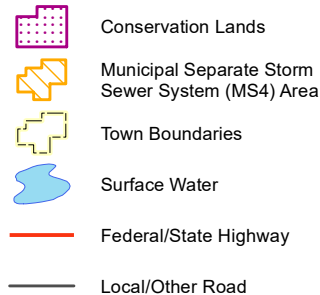 Conservation Lands
Municipal Separate Storm
Sewer System (MS4) Area
Town Boundaries
Surface Water
Federal/State Highway
Local/Other Road